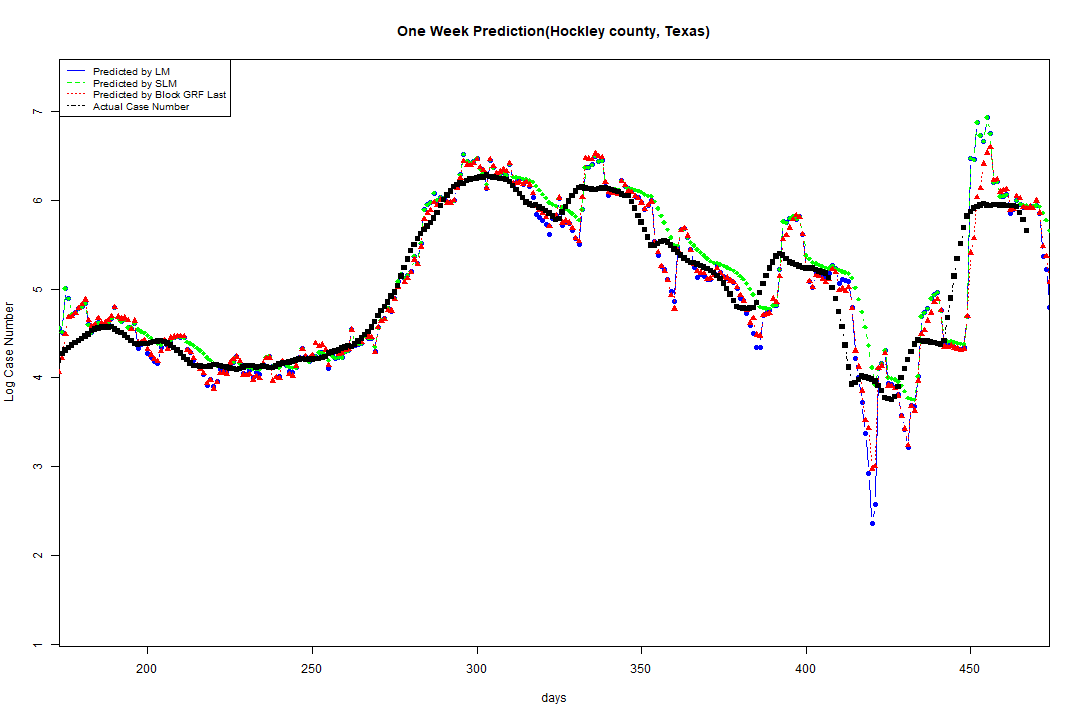 One Week Prediction(Hockley county, Texas)
Predicted by LM
Predicted by SLM
Predicted by Block GRF Last
Actual Case Number
7
6
5
4
3
2
1
Log Case Number
200
250
300
350
400
450
days